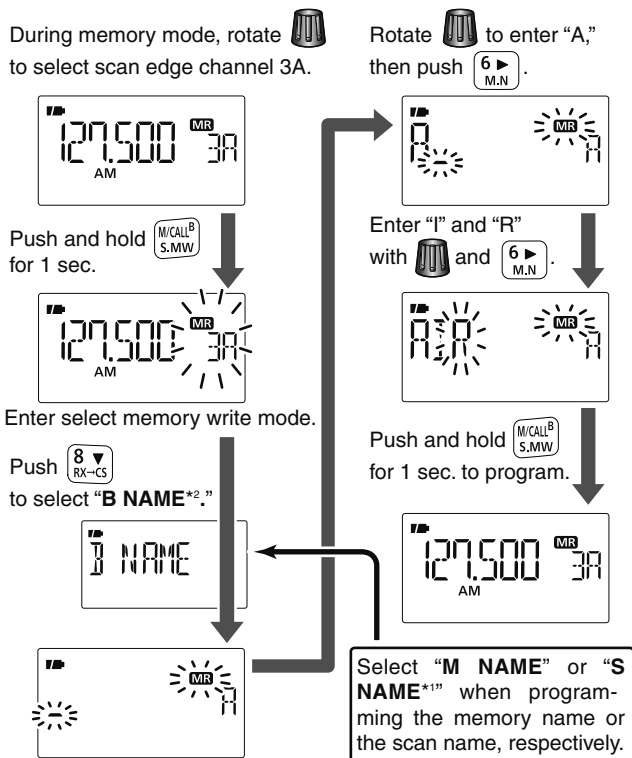 During memory mode, rotate
to select scan edge channel 3A.
127.500 MR 3A
AM
Push and hold M/CALL B S.MW
for 1 sec.
127.500 MR 3A
AM
Enter select memory write mode.
Push 8 ▼ RX→CS
to select “B NAME*2.”
B NAME
- MR A
Rotate to enter “A,”
then push 6 ► M.N.
A - MR A
Enter “I” and “R”
with and 6 ► M.N.
AIR MR A
Push and hold M/CALL B S.MW
for 1 sec. to program.
127.500 MR 3A
AM
Select “M NAME” or “S
NAME*1” when program-
ming the memory name or
the scan name, respectively.